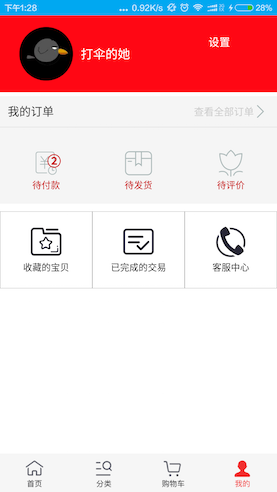 下午1:28 ... 0.92K/s 28%
设置
打伞的她
我的订单 查看全部订单
2
待付款 待发货 待评价
收藏的宝贝 已完成的交易 客服中心
首页 分类 购物车 我的